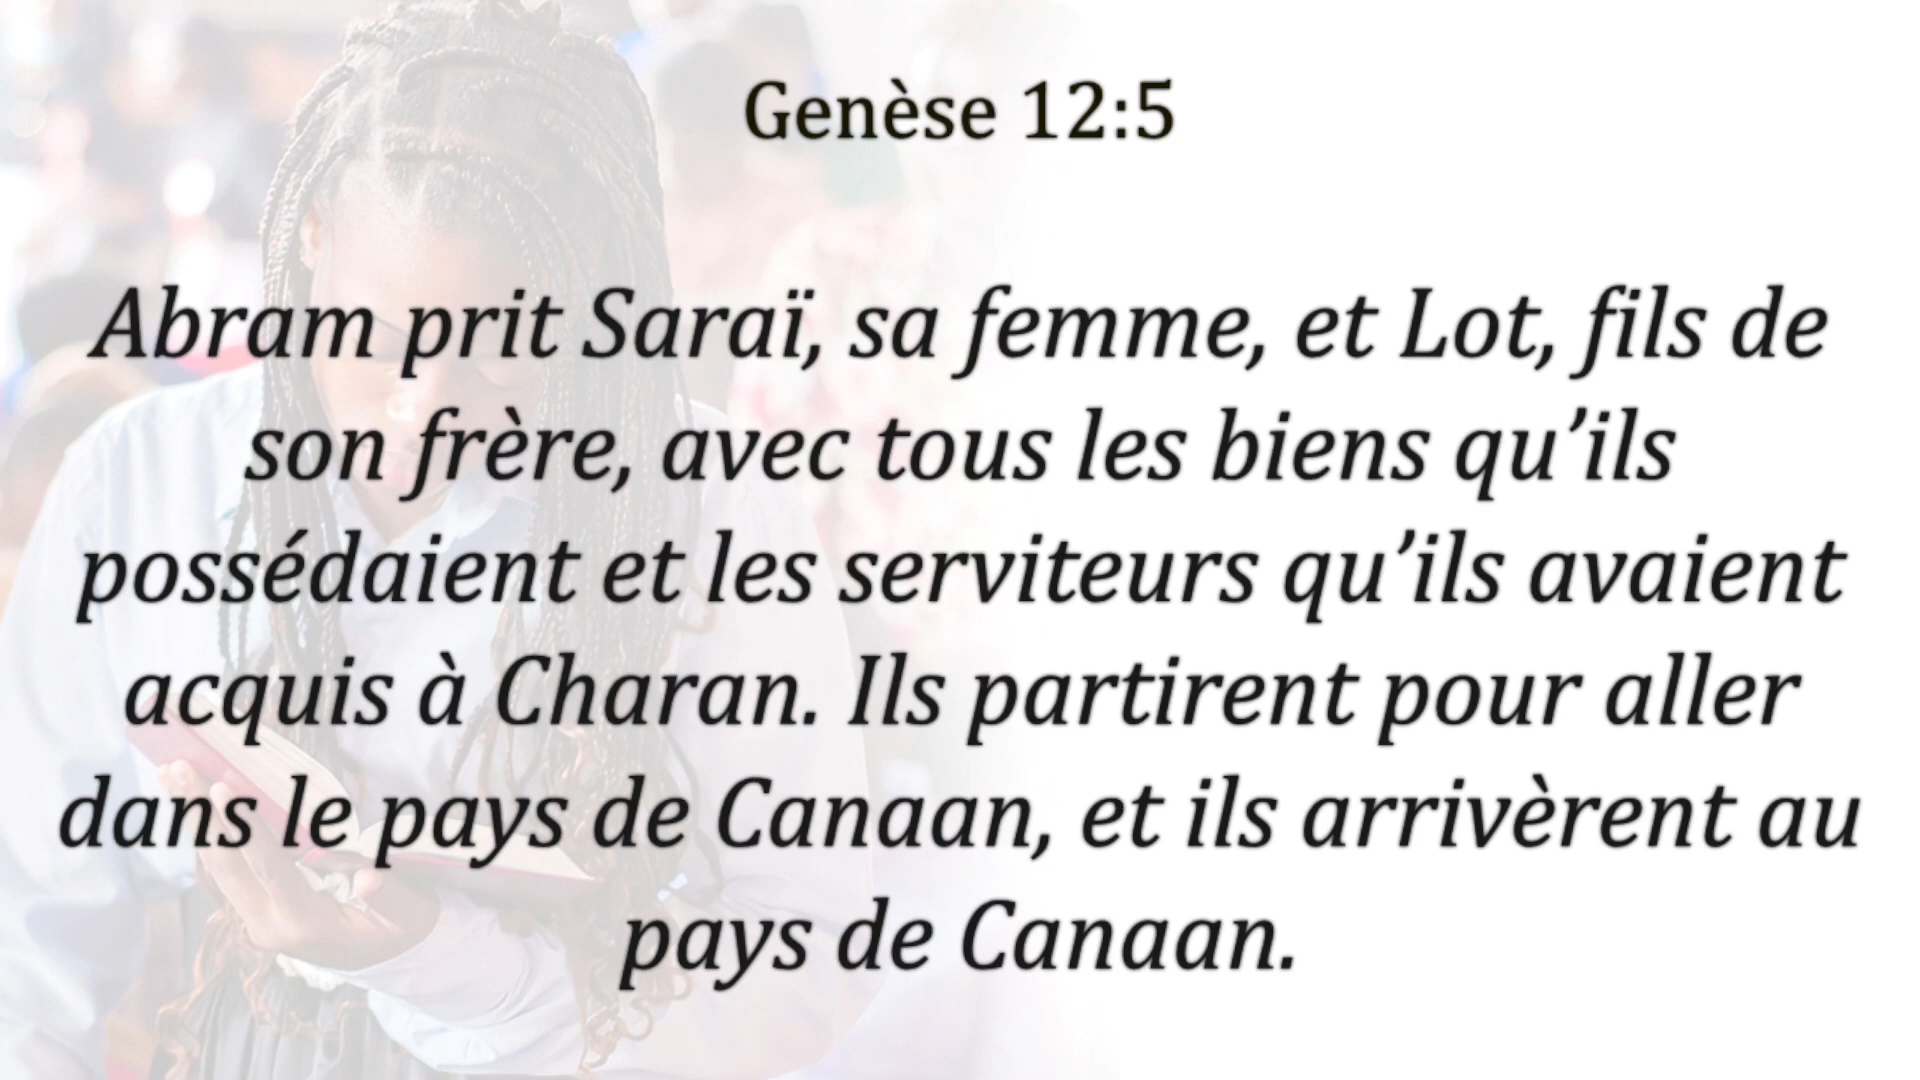 Genèse 12:5
Abram prit Saraï, sa femme, et Lot, fils de
son frère, avec tous les biens qu’ils
possédaient et les serviteurs qu’ils avaient
acquis à Charan. Ils partirent pour aller
dans le pays de Canaan, et ils arrivèrent au
pays de Canaan.